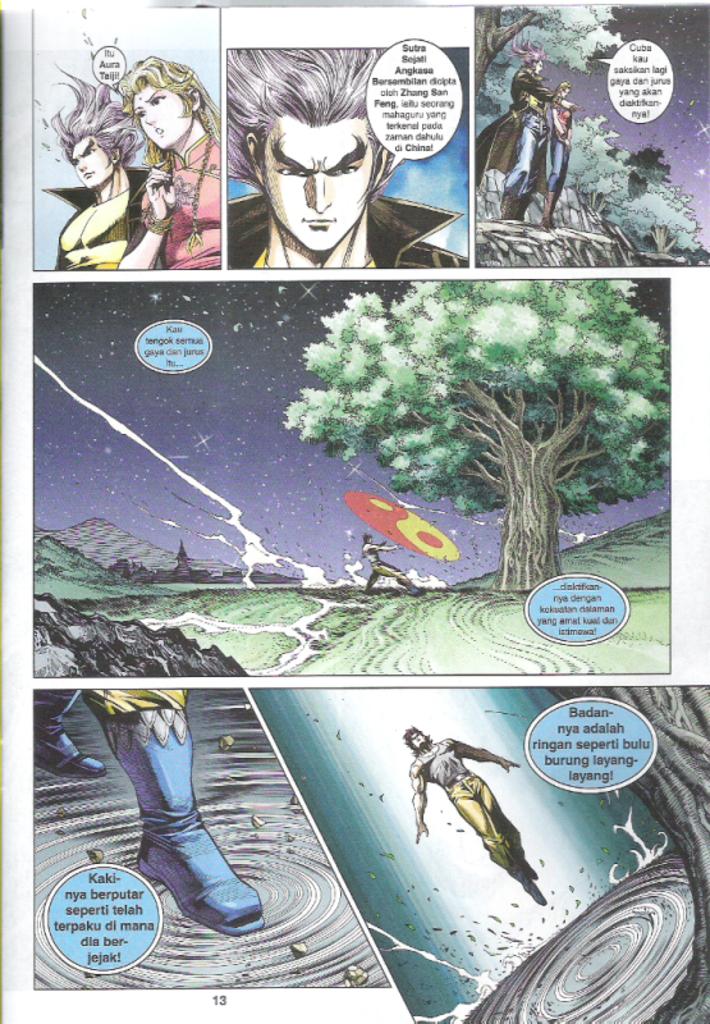 Itu
Aura
Taiji!
Sutra
Sejati
Angkasa
Bersembilan dicipta
oleh Zhang San
Feng, iaitu seorang
mahaguru yang
terkenal pada
zaman dahulu
di China!
Cuba
kau
saksikan lagi
gaya dan jurus
yang akan
diaktifkan-
nya!
Kau
tengok semua
gaya dan jurus
itu...
...diaktifkan-
nya dengan
kekuatan dalaman
yang amat kuat dan
istimewa!
Kaki-
nya berputar
seperti telah
terpaku di mana
dia ber-
jejak!
Badan-
nya adalah
ringan seperti bulu
burung layang-
layang!
13